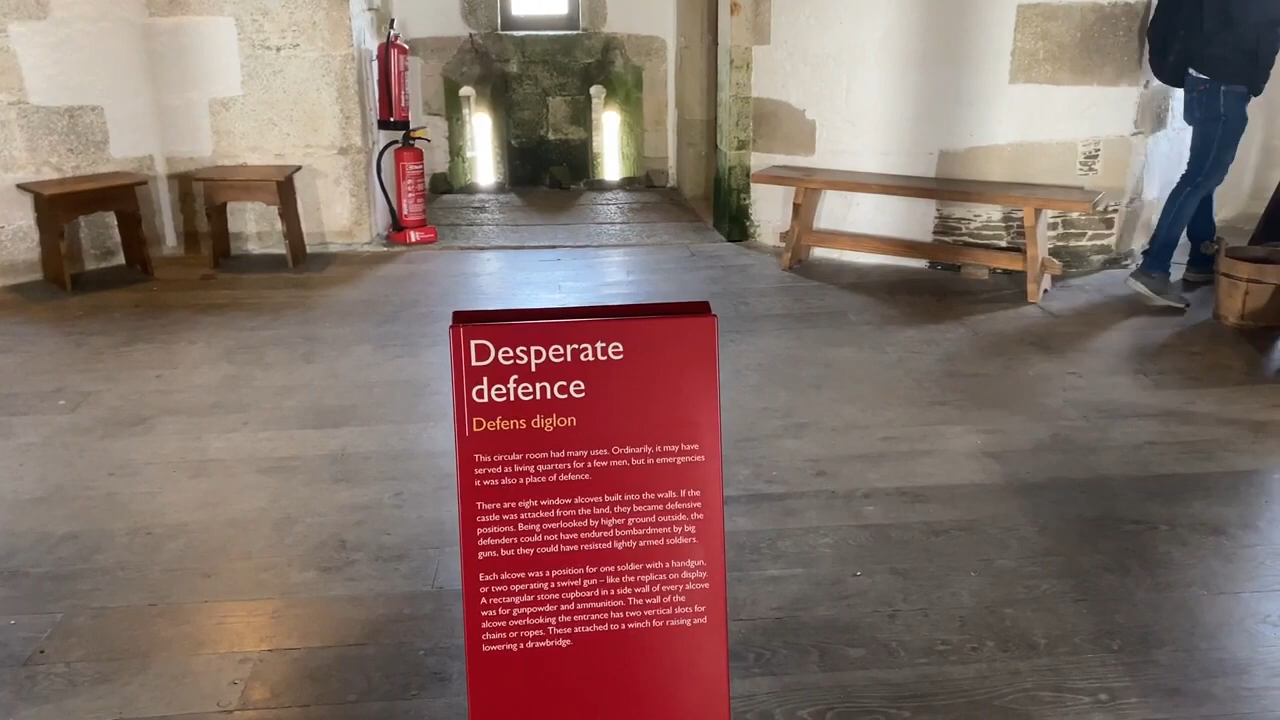 Desperate
defence
Defens diglon
This circular room had many uses. Ordinarily, it may have
served as living quarters for a few men, but in emergencies
it was also a place of defence.
There are eight window alcoves built into the walls. If the
castle was attacked from the land, they became defensive
positions. Being overlooked by higher ground outside, the
defenders could not have endured bombardment by big
guns, but they could have resisted lightly armed soldiers.
Each alcove was a position for one soldier with a handgun,
or two operating a swivel gun – like the replicas on display.
A rectangular stone cupboard in a side wall of every alcove
was for gunpowder and ammunition. The wall of the
alcove overlooking the entrance has two vertical slots for
chains or ropes. These attached to a winch for raising and
lowering a drawbridge.